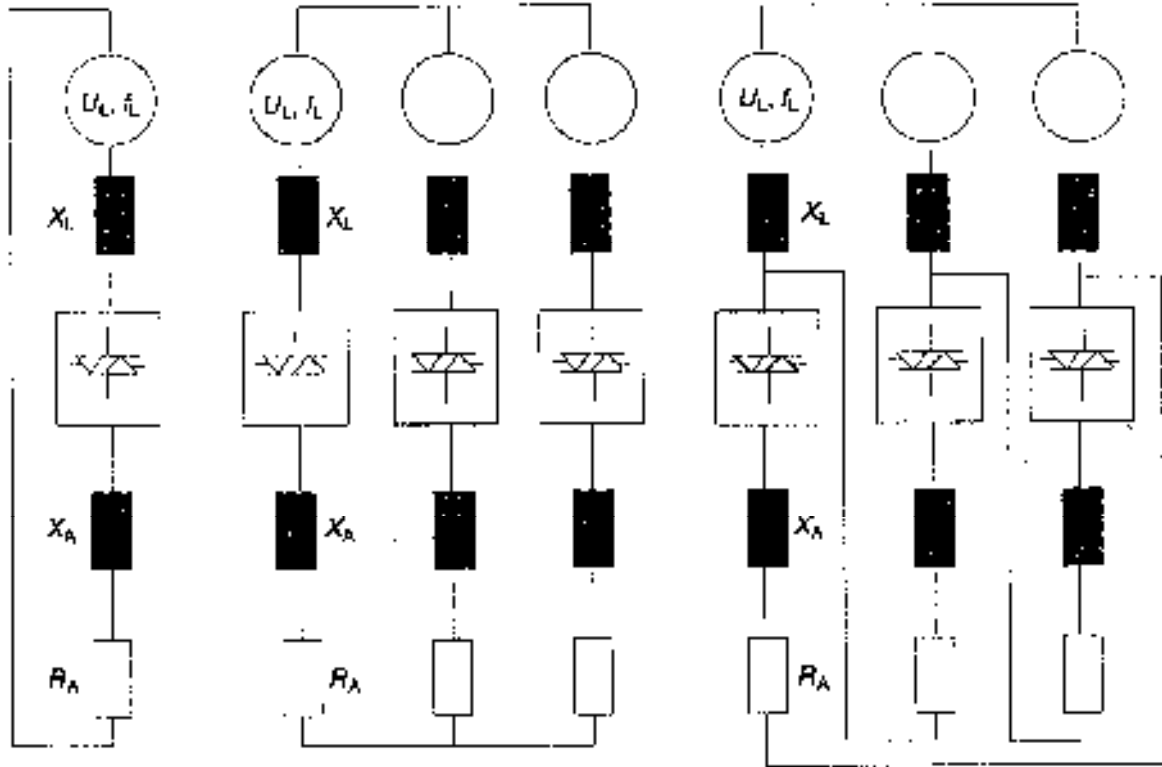 U_L, f_L U_L, f_L U_L, f_L
X_L X_L X_L
X_A X_A X_A
R_A R_A R_A